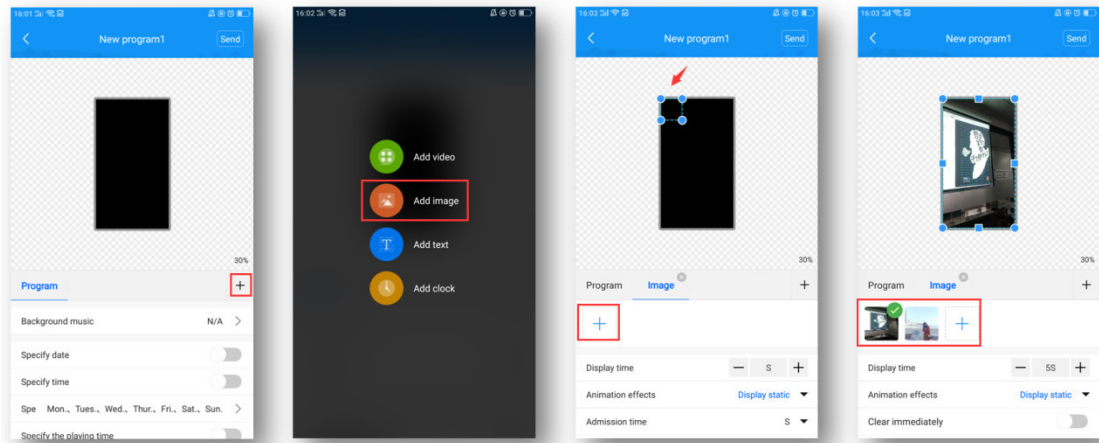 16:01
New program1
Send
30%
Program
+
Background music N/A >
Specify date
Specify time
Spe Mon.、Tues.、Wed.、Thur.、Fri.、Sat.、Sun. >
Specify the playing time
16:02
Add video
Add image
T Add text
Add clock
16:03
New program1
Send
30%
Program Image +
+
Display time — S +
Animation effects Display static
Admission time S
16:03
New program1
Send
30%
Program Image +
+
Display time — 5S +
Animation effects Display static
Clear immediately